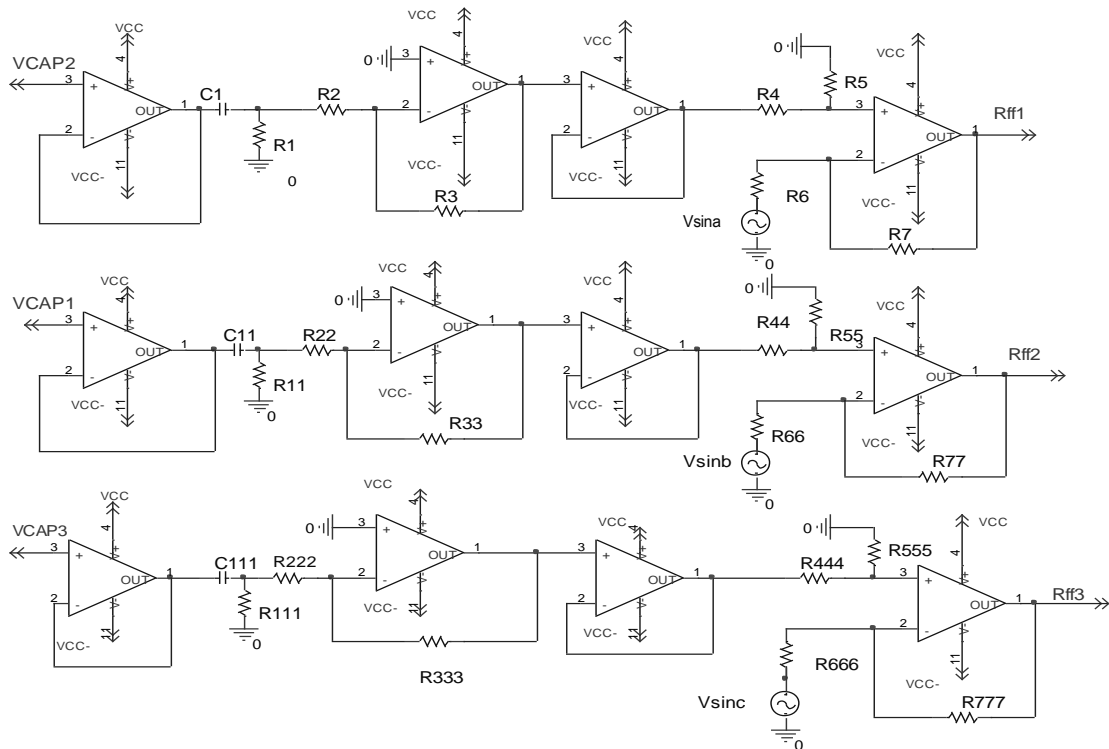 VCC VCC VCC
VCAP2 4 4 4 VCC
3 + V+ C1 R2 0 3 + V+ 3 + V+ R4 0 R5 4
OUT 1 OUT 1 OUT 1 3 + V+ Rff1
2 - V- R1 2 - V- 2 - V- OUT 1
11 0 11 11 2 - V-
VCC- VCC- VCC- R6 11
R3 Vsina VCC-
0 R7
VCC VCC VCC
VCAP1 4 4 0 4 VCC
3 + V+ C11 R22 0 3 + V+ 3 + V+ R44 R55 4
OUT 1 OUT 1 OUT 1 3 + V+ Rff2
2 - V- R11 2 - V- 2 - V- OUT 1
11 0 11 11 2 - V-
VCC- VCC- VCC- R66 11
R33 Vsinb VCC-
0 R77
VCC VCC VCC
VCAP3 4 4 4 0 VCC
3 + V+ C111 R222 0 3 + V+ 3 + V+ R444 R555 4
OUT 1 OUT 1 OUT 1 3 + V+ Rff3
2 - V- R111 2 - V- 2 - V- OUT 1
11 0 11 11 2 - V-
VCC- VCC- VCC- R666 11
R333 Vsinc VCC-
0 R777